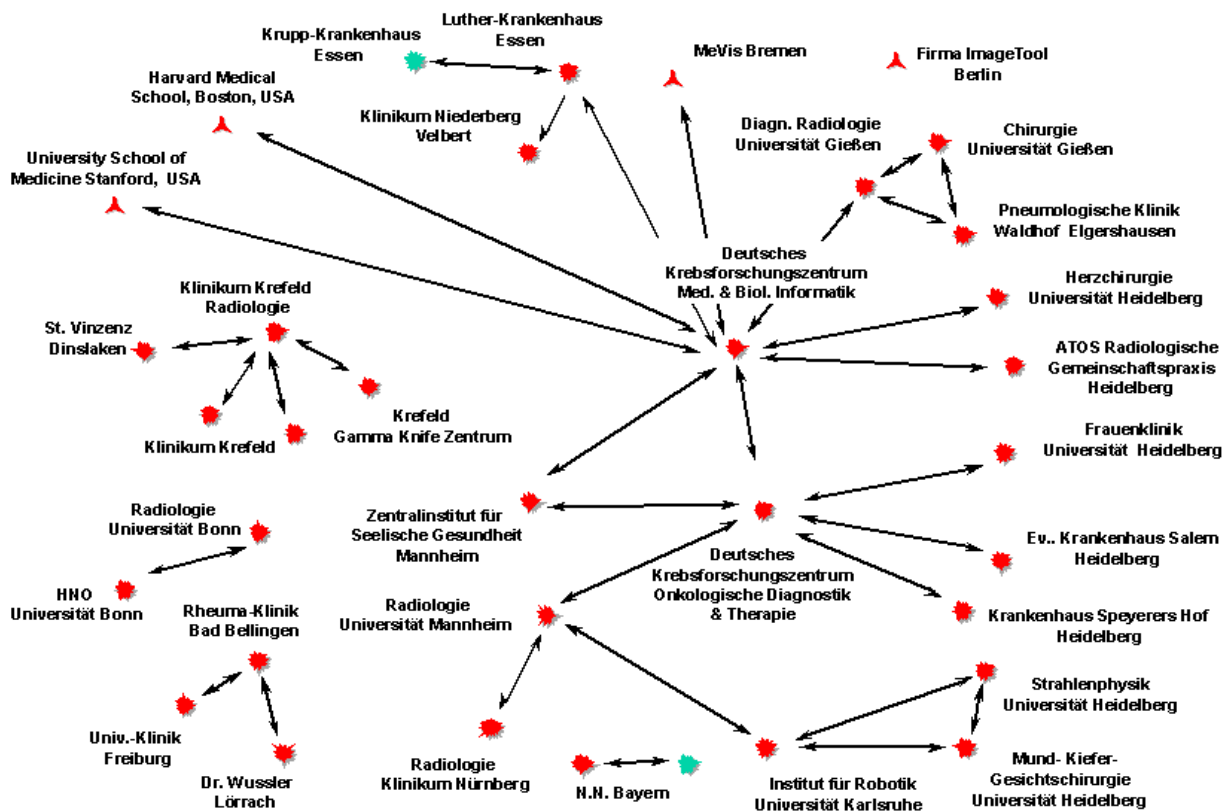 Luther-Krankenhaus
Essen
Krupp-Krankenhaus
Essen
MeVis Bremen
Firma ImageTool
Berlin
Harvard Medical
School, Boston, USA
Klinikum Niederberg
Velbert
Diagn. Radiologie
Universität Gießen
Chirurgie
Universität Gießen
University School of
Medicine Stanford, USA
Pneumologische Klinik
Waldhof Elgershausen
Deutsches
Krebsforschungszentrum
Med. & Biol. Informatik
Herzchirurgie
Universität Heidelberg
Klinikum Krefeld
Radiologie
St. Vinzenz
Dinslaken
ATOS Radiologische
Gemeinschaftspraxis
Heidelberg
Krefeld
Gamma Knife Zentrum
Klinikum Krefeld
Frauenklinik
Universität Heidelberg
Radiologie
Universität Bonn
Zentralinstitut für
Seelische Gesundheit
Mannheim
Ev.. Krankenhaus Salem
Heidelberg
Deutsches
Krebsforschungszentrum
Onkologische Diagnostik
& Therapie
HNO
Universität Bonn
Rheuma-Klinik
Bad Bellingen
Radiologie
Universität Mannheim
Krankenhaus Speyerers Hof
Heidelberg
Strahlenphysik
Universität Heidelberg
Univ.-Klinik
Freiburg
Dr. Wussler
Lörrach
Radiologie
Klinikum Nürnberg
N.N. Bayern
Institut für Robotik
Universität Karlsruhe
Mund- Kiefer-
Gesichtschirurgie
Universität Heidelberg